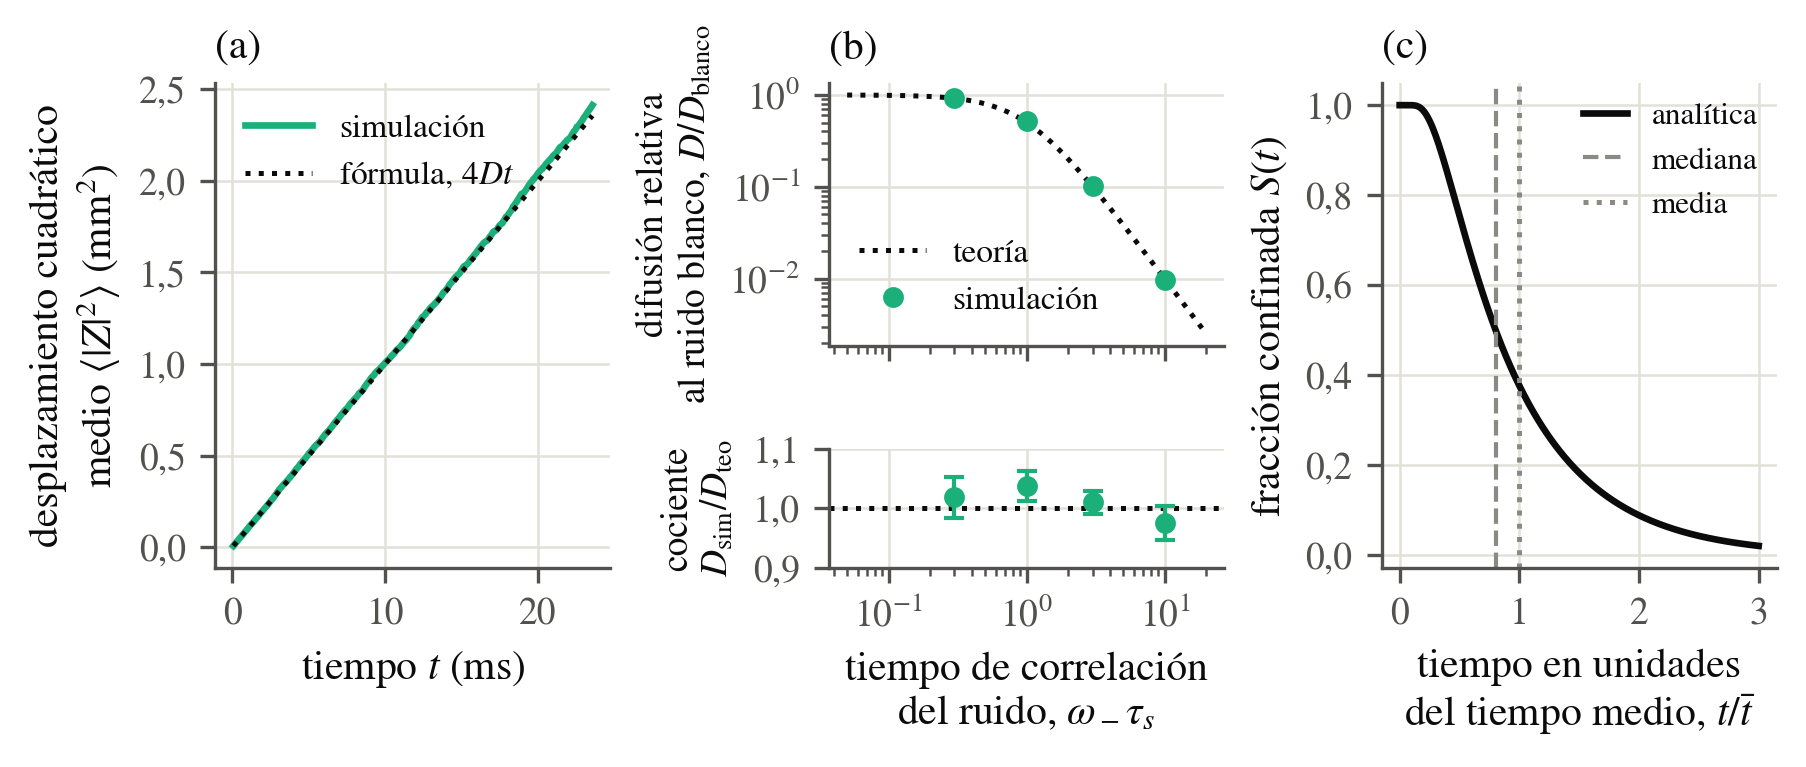 (a)
desplazamiento cuadrático
medio ⟨|Z|²⟩ (mm²)
2,5
2,0
1,5
1,0
0,5
0,0
simulación
fórmula, 4Dt
0
10
20
tiempo t (ms)
(b)
difusión relativa
al ruido blanco, D/D_blanco
10⁰
10⁻¹
10⁻²
teoría
simulación
cociente
D_sim/D_teo
1,1
1,0
0,9
10⁻¹
10⁰
10¹
tiempo de correlación
del ruido, ω₋τₛ
(c)
fracción confinada S(t)
1,0
0,8
0,6
0,4
0,2
0,0
analítica
mediana
media
0
1
2
3
tiempo en unidades
del tiempo medio, t/t̄